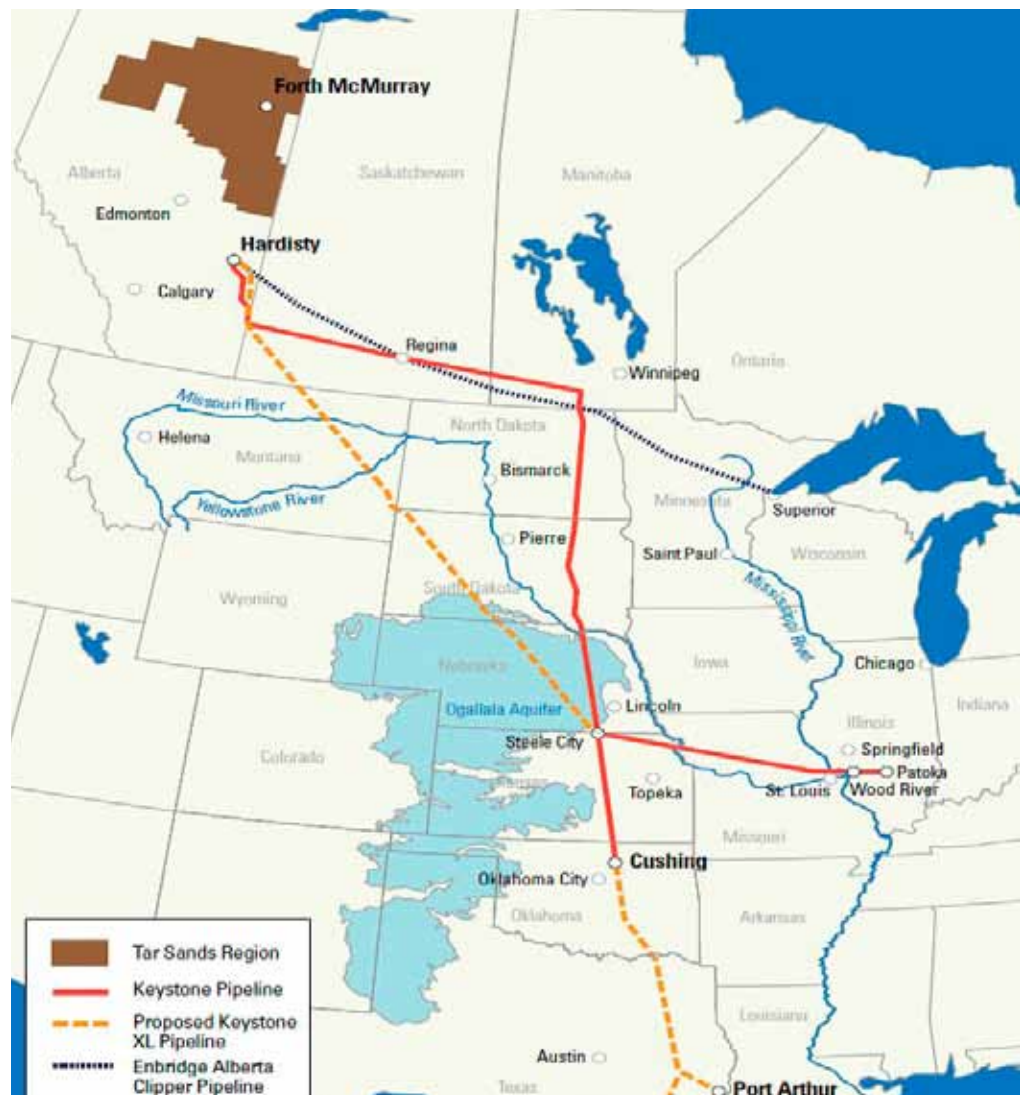 Forth McMurray
Alberta
Saskatchewan
Manitoba
Edmonton
Hardisty
Calgary
Regina
Winnipeg
Ontario
Missouri River
North Dakota
Helena
Montana
Bismarck
Yellowstone River
Minnesota
Superior
Pierre
Saint Paul
Wisconsin
South Dakota
Wyoming
Mississippi River
Nebraska
Iowa
Chicago
Ogallala Aquifer
Lincoln
Illinois
Indiana
Steele City
Springfield
Colorado
Kansas
Topeka
St. Louis
Patoka
Wood River
Missouri
Cushing
Oklahoma City
Oklahoma
Arkansas
Tar Sands Region
Keystone Pipeline
Proposed Keystone
XL Pipeline
Enbridge Alberta
Clipper Pipeline
Louisiana
Austin
Texas
Port Arthur